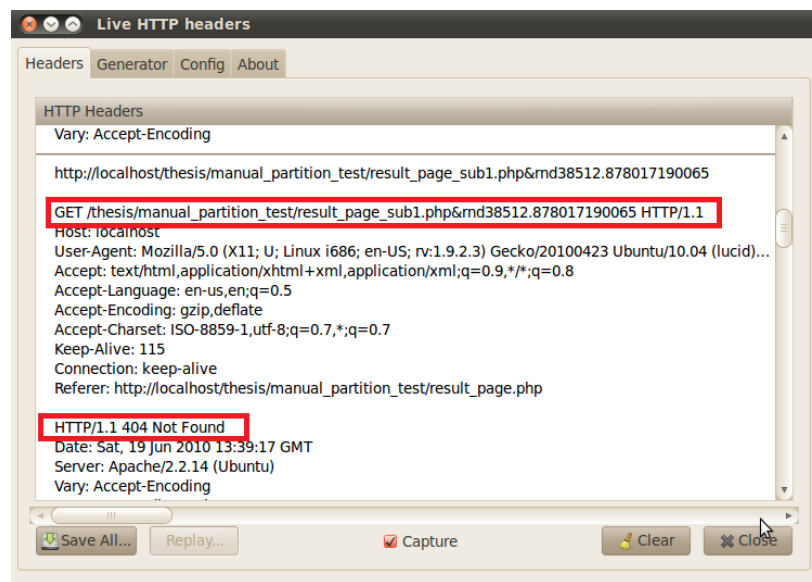 Live HTTP headers
Headers Generator Config About
HTTP Headers
Vary: Accept-Encoding
http://localhost/thesis/manual_partition_test/result_page_sub1.php&rnd38512.878017190065
GET /thesis/manual_partition_test/result_page_sub1.php&rnd38512.878017190065 HTTP/1.1
Host: localhost
User-Agent: Mozilla/5.0 (X11; U; Linux i686; en-US; rv:1.9.2.3) Gecko/20100423 Ubuntu/10.04 (lucid)...
Accept: text/html,application/xhtml+xml,application/xml;q=0.9,*/*;q=0.8
Accept-Language: en-us,en;q=0.5
Accept-Encoding: gzip,deflate
Accept-Charset: ISO-8859-1,utf-8;q=0.7,*;q=0.7
Keep-Alive: 115
Connection: keep-alive
Referer: http://localhost/thesis/manual_partition_test/result_page.php
HTTP/1.1 404 Not Found
Date: Sat, 19 Jun 2010 13:39:17 GMT
Server: Apache/2.2.14 (Ubuntu)
Vary: Accept-Encoding
Save All... Replay... Capture Clear Close